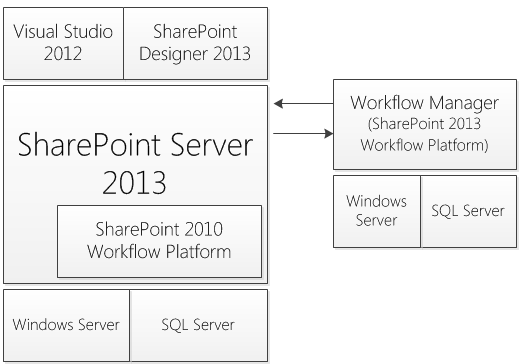 Visual Studio
2012
SharePoint
Designer 2013
SharePoint Server
2013
SharePoint 2010
Workflow Platform
Windows Server
SQL Server
Workflow Manager
(SharePoint 2013
Workflow Platform)
Windows
Server
SQL Server